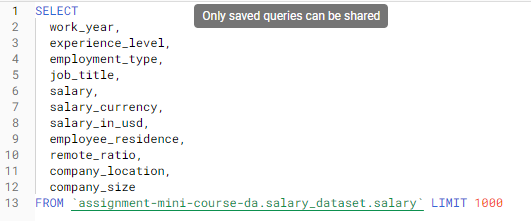 Only saved queries can be shared
1 SELECT
2 work_year,
3 experience_level,
4 employment_type,
5 job_title,
6 salary,
7 salary_currency,
8 salary_in_usd,
9 employee_residence,
10 remote_ratio,
11 company_location,
12 company_size
13 FROM `assignment-mini-course-da.salary_dataset.salary` LIMIT 1000